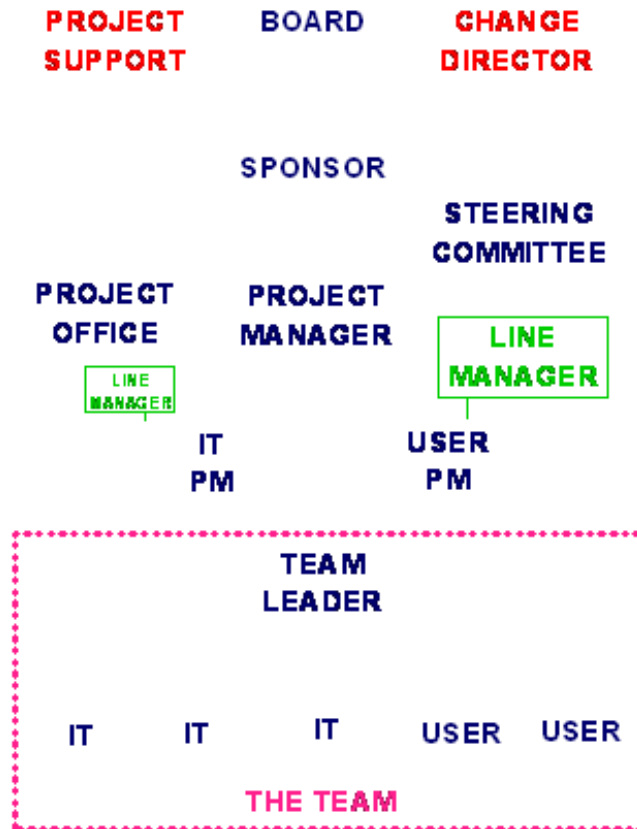 PROJECT SUPPORT
BOARD
CHANGE DIRECTOR
SPONSOR
STEERING COMMITTEE
PROJECT OFFICE
PROJECT MANAGER
LINE MANAGER
LINE MANAGER
IT PM
USER PM
TEAM LEADER
IT IT IT USER USER
THE TEAM